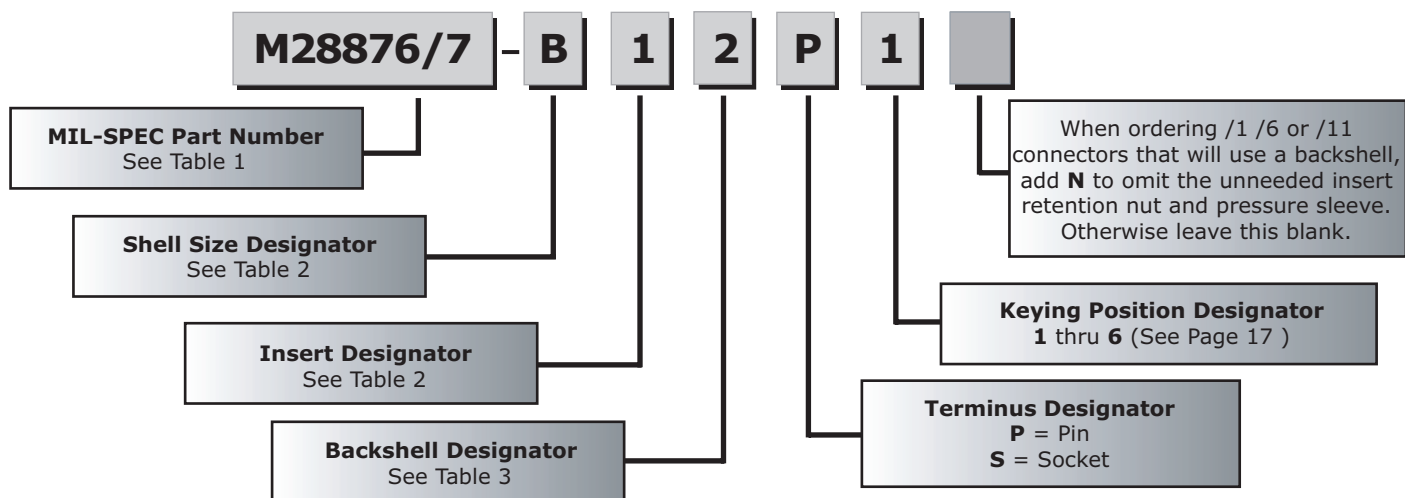 M28876/7 - B 1 2 P 1
MIL-SPEC Part Number
See Table 1
Shell Size Designator
See Table 2
Insert Designator
See Table 2
Backshell Designator
See Table 3
When ordering /1 /6 or /11
connectors that will use a backshell,
add N to omit the unneeded insert
retention nut and pressure sleeve.
Otherwise leave this blank.
Keying Position Designator
1 thru 6 (See Page 17 )
Terminus Designator
P = Pin
S = Socket